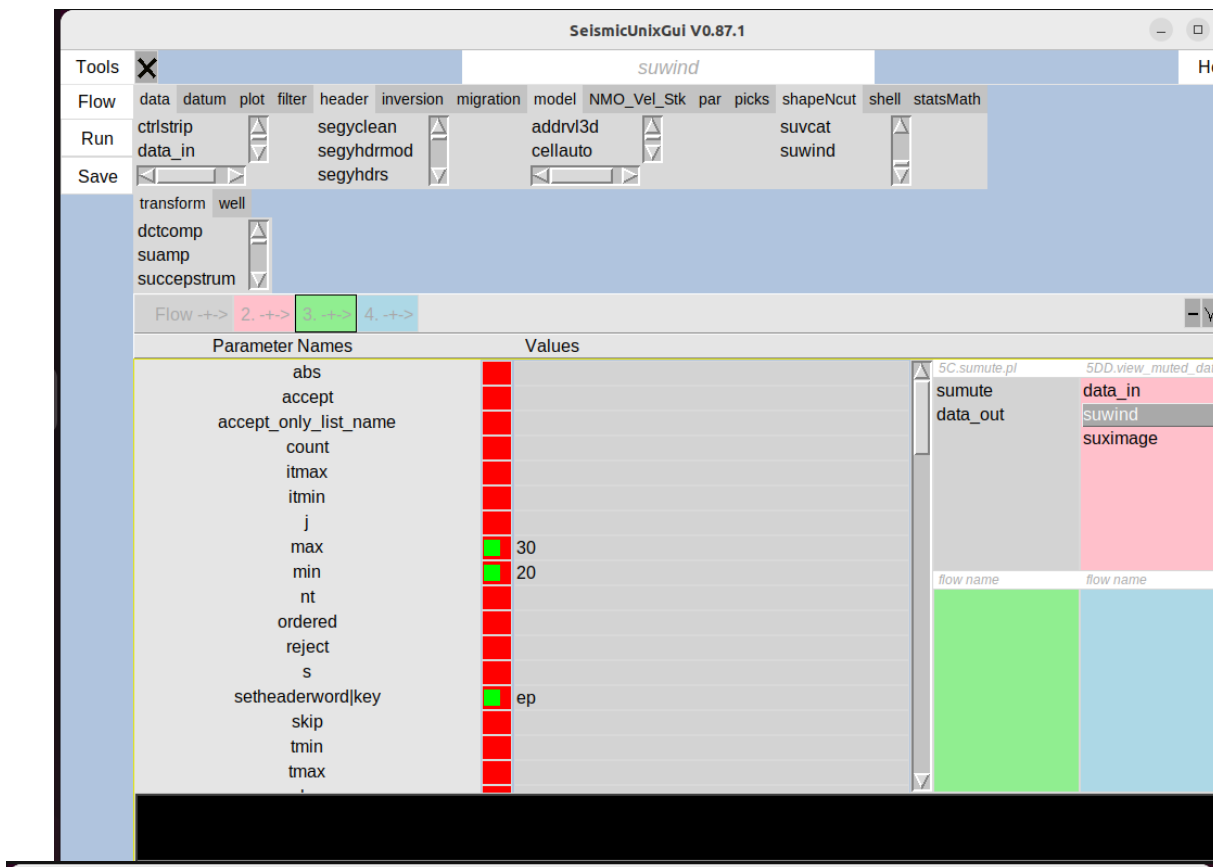 SeismicUnixGui V0.87.1
Tools X suwind
Flow data datum plot filter header inversion migration model NMO_Vel_Stk par picks shapeNcut shell statsMath
Run ctrlstrip segyclean addrvl3d suvcat
data_in segyhdrmod cellauto suwind
Save segyhdrs
transform well
dctcomp
suamp
succepstrum
Flow -+-> 2. -+-> 3. -+-> 4. -+->
Parameter Names Values
abs 5C.sumute.pl 5DD.view_muted_dat
accept sumute data_in
accept_only_list_name data_out suwind
count suximage
itmax
itmin
j
max 30
min 20
flow name flow name
nt
ordered
reject
s
setheaderword|key ep
skip
tmin
tmax